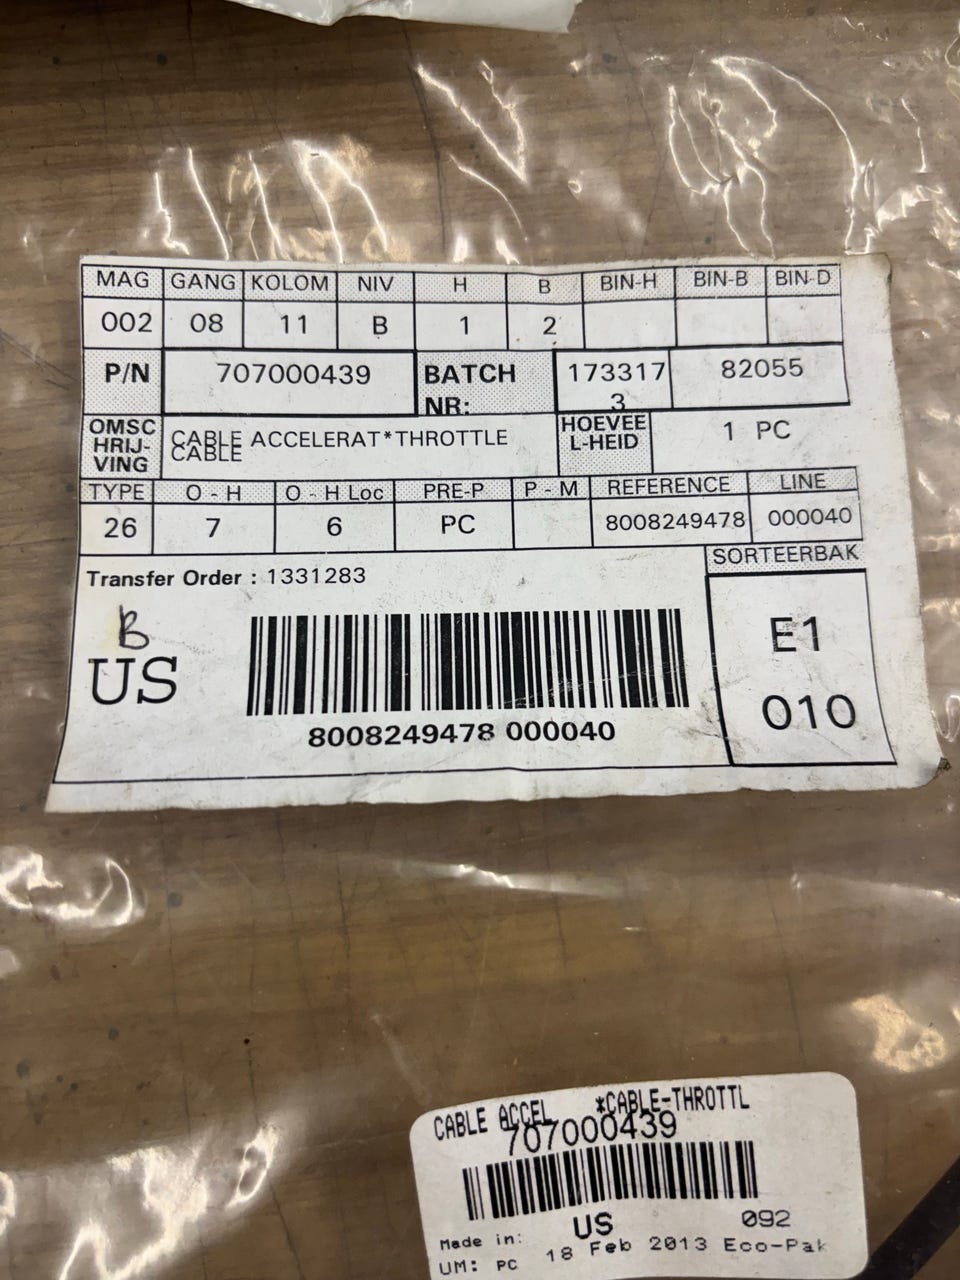 MAG GANG KOLOM NIV H B BIN-H BIN-B BIN-D
002 08 11 B 1 2
P/N 707000439 BATCH NR: 173317 3 82055
OMSC HRIJ- VING CABLE ACCELERAT*THROTTLE CABLE HOEVEE L-HEID 1 PC
TYPE O - H O - H Loc PRE-P P - M REFERENCE LINE
26 7 6 PC 8008249478 000040
Transfer Order : 1331283 SORTEERBAK
B
US E1
010
8008249478 000040
CABLE ACCEL *CABLE-THROTTL
707000439
Made in: US 092
UM: PC 18 Feb 2013 Eco-Pak